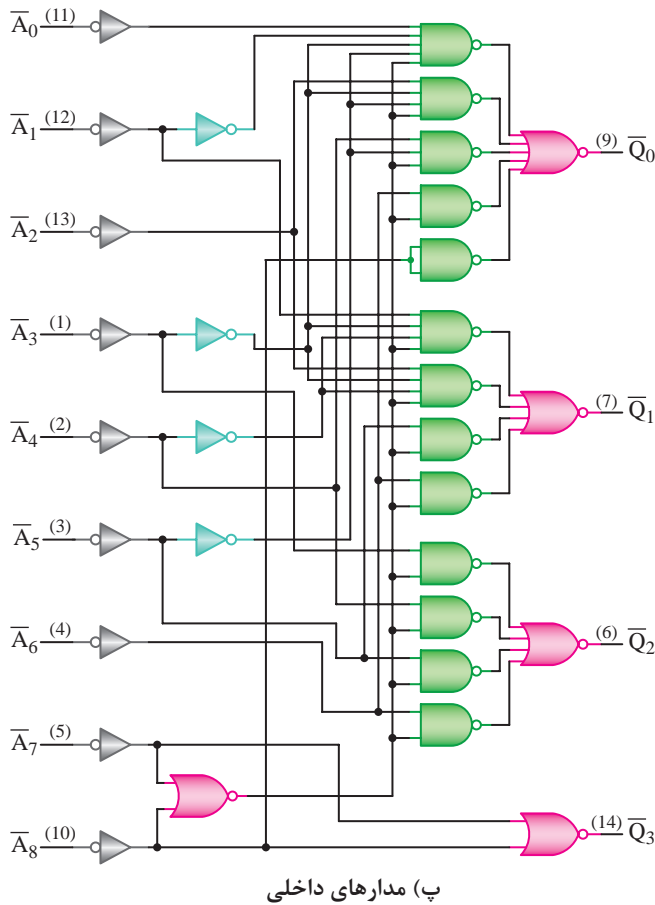 A̅₀ (11)
A̅₁ (12)
(9) Q̅₀
A̅₂ (13)
A̅₃ (1)
(7) Q̅₁
A̅₄ (2)
A̅₅ (3)
A̅₆ (4)
(6) Q̅₂
A̅₇ (5)
A̅₈ (10)
(14) Q̅₃
پ) مدارهای داخلی